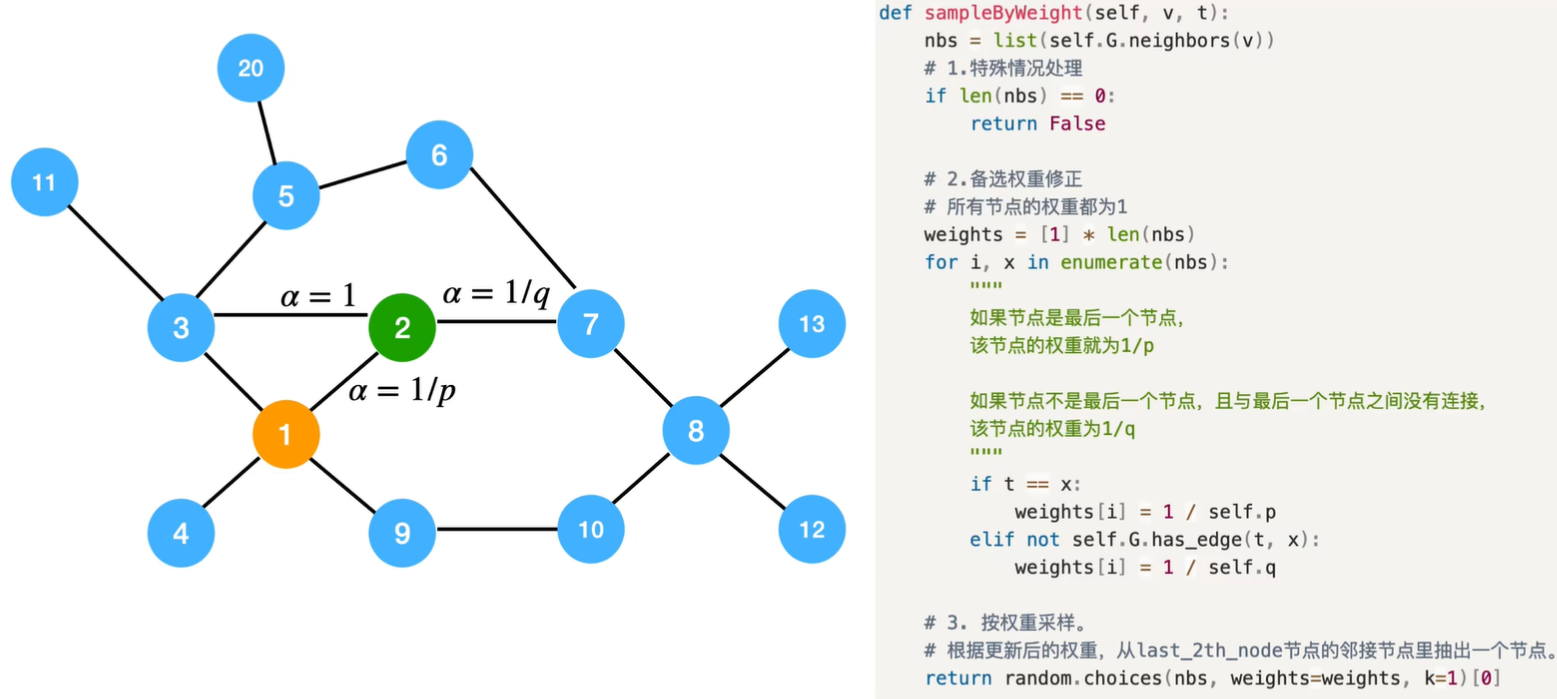 20
6
11
5
α = 1
α = 1/q
3
2
7
13
α = 1/p
1
8
4
9
10
12
def sampleByWeight(self, v, t):
    nbs = list(self.G.neighbors(v))
    # 1.特殊情况处理
    if len(nbs) == 0:
        return False
    # 2.备选权重修正
    # 所有节点的权重都为1
    weights = [1] * len(nbs)
    for i, x in enumerate(nbs):
        """
        如果节点是最后一个节点，
        该节点的权重就为1/p
        如果节点不是最后一个节点，且与最后一个节点之间没有连接，
        该节点的权重为1/q
        """
        if t == x:
            weights[i] = 1 / self.p
        elif not self.G.has_edge(t, x):
            weights[i] = 1 / self.q
    # 3. 按权重采样。
    # 根据更新后的权重，从last_2th_node节点的邻接节点里抽出一个节点。
    return random.choices(nbs, weights=weights, k=1)[0]